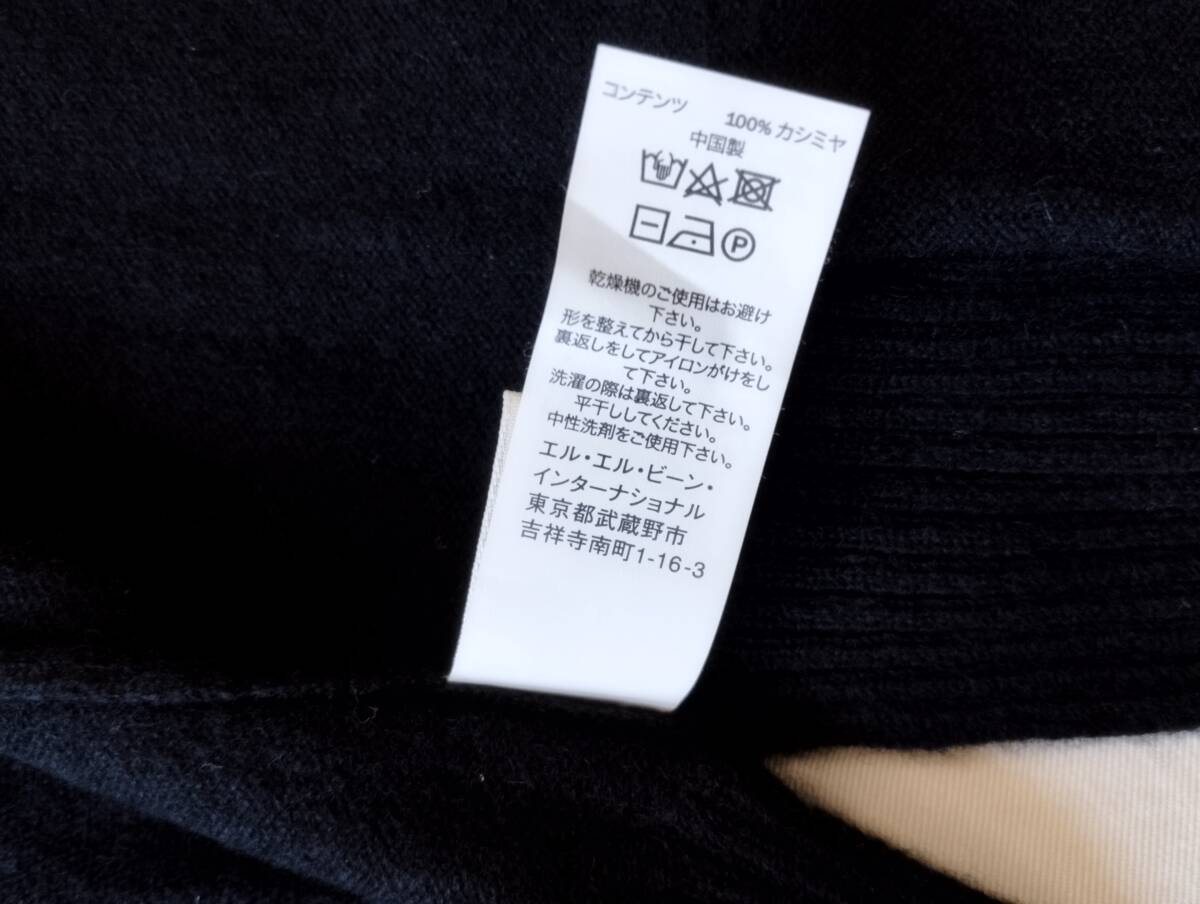 コンテンツ 100% カシミヤ
中国製
P
乾燥機のご使用はお避け
下さい。
形を整えてから干して下さい。
裏返しをしてアイロンがけをし
て下さい。
洗濯の際は裏返して下さい。
平干ししてください。
中性洗剤をご使用下さい。
エル・エル・ビーン・
インターナショナル
東京都武蔵野市
吉祥寺南町1-16-3